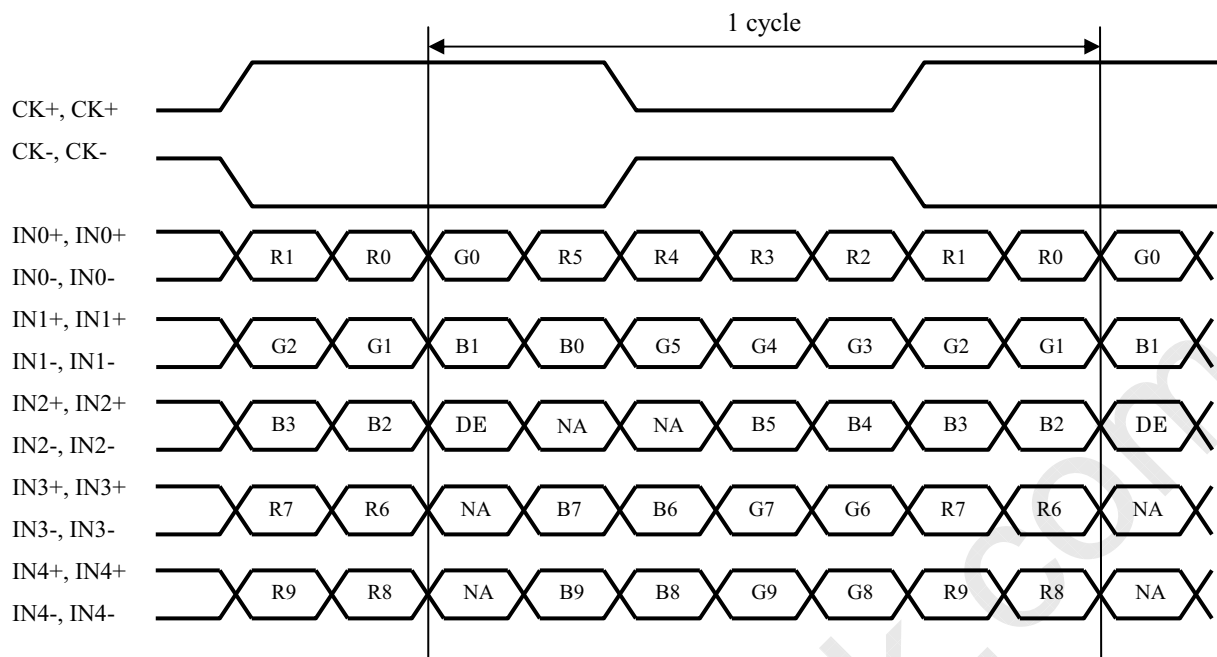 1 cycle
CK+, CK+
CK-, CK-
IN0+, IN0+
R1 R0 G0 R5 R4 R3 R2 R1 R0 G0
IN0-, IN0-
IN1+, IN1+
G2 G1 B1 B0 G5 G4 G3 G2 G1 B1
IN1-, IN1-
IN2+, IN2+
B3 B2 DE NA NA B5 B4 B3 B2 DE
IN2-, IN2-
IN3+, IN3+
R7 R6 NA B7 B6 G7 G6 R7 R6 NA
IN3-, IN3-
IN4+, IN4+
R9 R8 NA B9 B8 G9 G8 R9 R8 NA
IN4-, IN4-
k.com